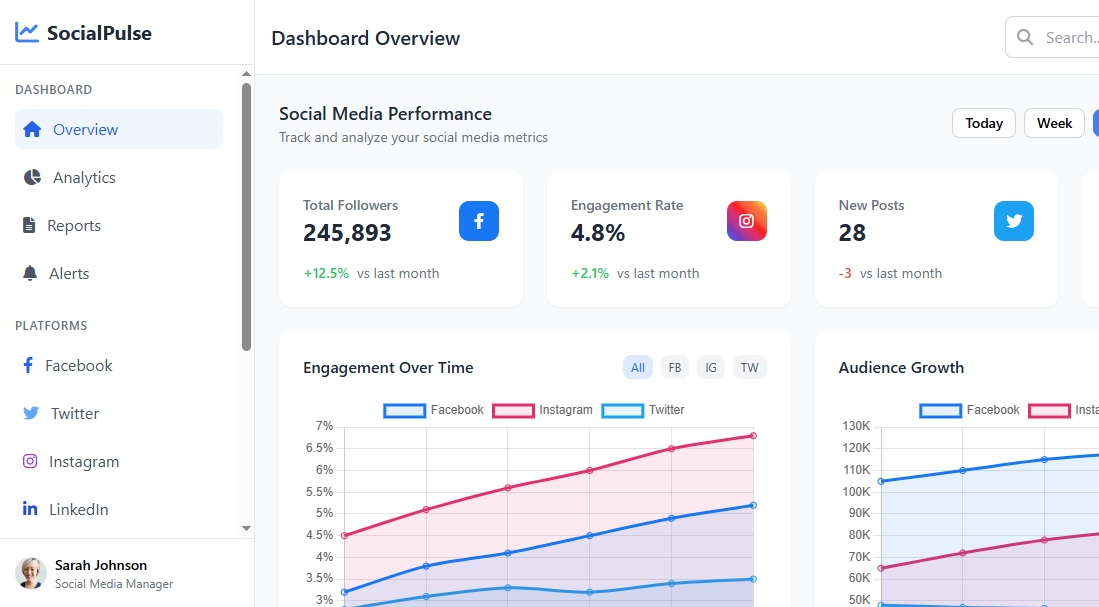 SocialPulse
DASHBOARD
Overview
Analytics
Reports
Alerts
PLATFORMS
Facebook
Twitter
Instagram
LinkedIn
Sarah Johnson
Social Media Manager
Dashboard Overview
Search...
Social Media Performance
Track and analyze your social media metrics
Today
Week
Total Followers
245,893
+12.5% vs last month
Engagement Rate
4.8%
+2.1% vs last month
New Posts
28
-3 vs last month
Engagement Over Time
All FB IG TW
Facebook Instagram Twitter
7%
6.5%
6%
5.5%
5%
4.5%
4%
3.5%
3%
Audience Growth
Facebook Insta
130K
120K
110K
100K
90K
80K
70K
60K
50K